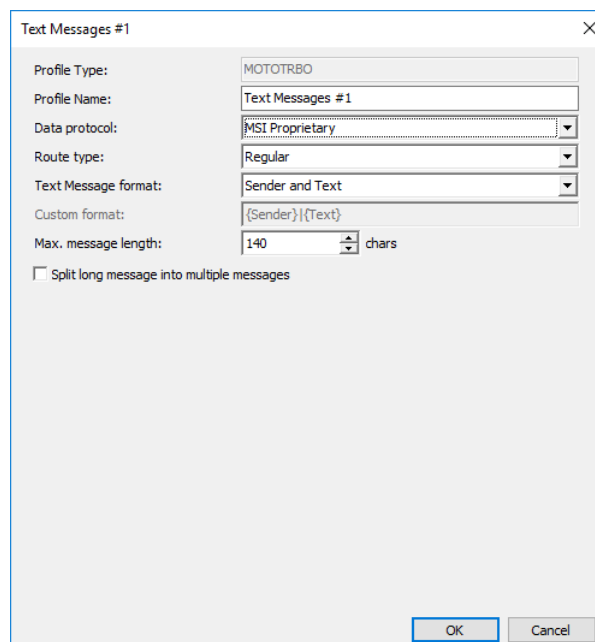 Text Messages #1
Profile Type: MOTOTRBO
Profile Name: Text Messages #1
Data protocol: MSI Proprietary
Route type: Regular
Text Message format: Sender and Text
Custom format: {Sender}|{Text}
Max. message length: 140 chars
Split long message into multiple messages
OK Cancel